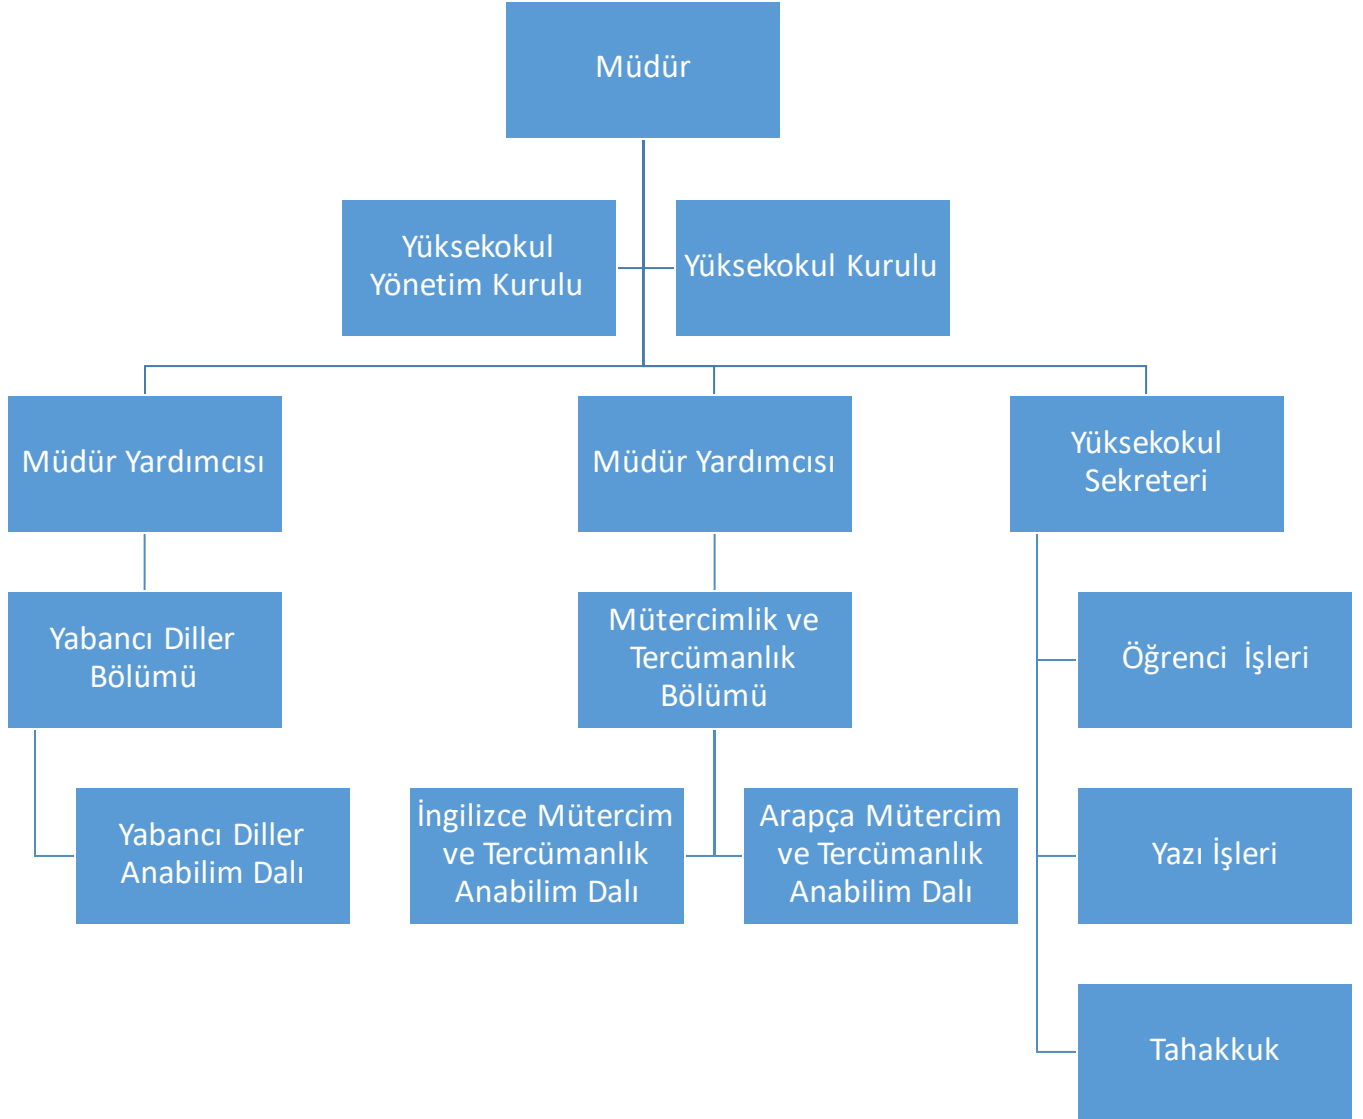 Müdür
Yüksekokul
Yönetim Kurulu
Yüksekokul Kurulu
Müdür Yardımcısı
Müdür Yardımcısı
Yüksekokul
Sekreteri
Yabancı Diller
Bölümü
Mütercimlik ve
Tercümanlık
Bölümü
Öğrenci İşleri
Yabancı Diller
Anabilim Dalı
İngilizce Mütercim
ve Tercümanlık
Anabilim Dalı
Arapça Mütercim
ve Tercümanlık
Anabilim Dalı
Yazı İşleri
Tahakkuk